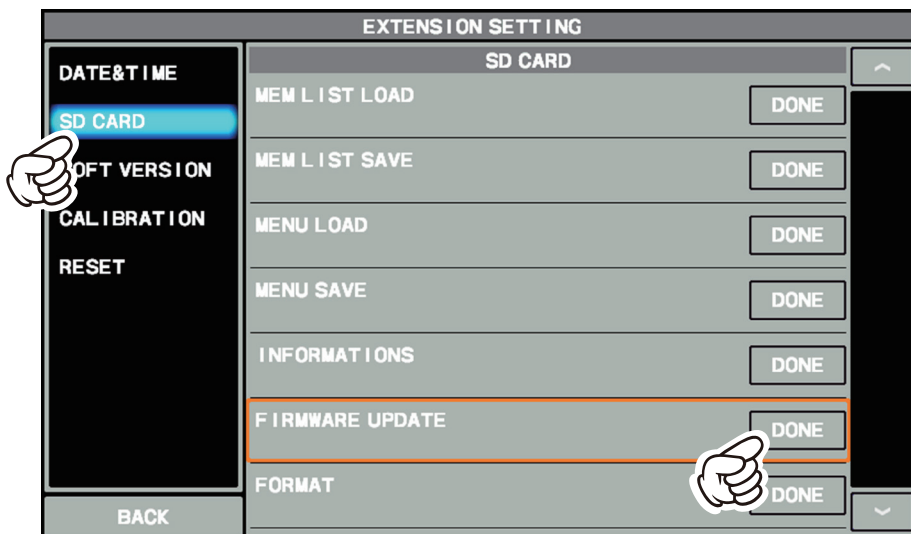 EXTENSION SETTING
DATE&TIME
SD CARD
SOFT VERSION
CALIBRATION
RESET
BACK
SD CARD
MEM LIST LOAD
DONE
MEM LIST SAVE
DONE
MENU LOAD
DONE
MENU SAVE
DONE
INFORMATIONS
DONE
FIRMWARE UPDATE
DONE
FORMAT
DONE